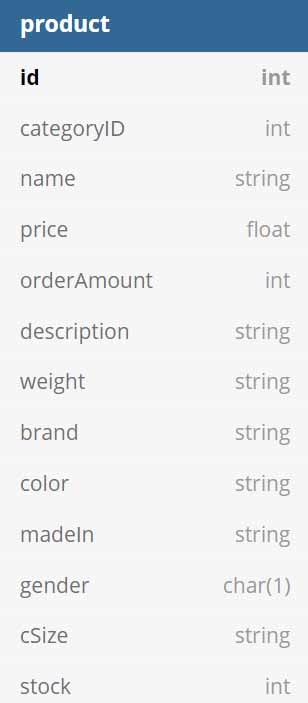 product
id int
categoryID int
name string
price float
orderAmount int
description string
weight string
brand string
color string
madeIn string
gender char(1)
cSize string
stock int